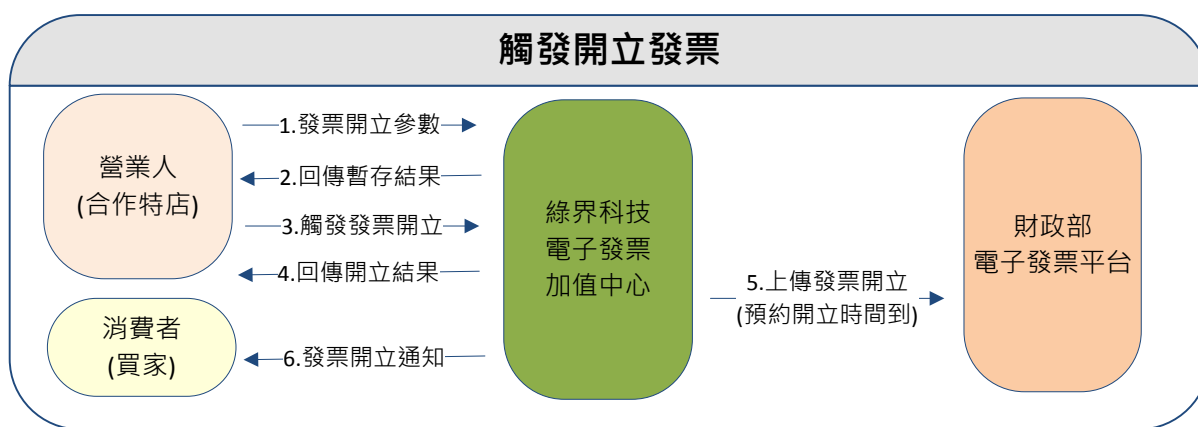 觸發開立發票
營業人
(合作特店)
1.發票開立參數
2.回傳暫存結果
3.觸發發票開立
4.回傳開立結果
消費者
(買家)
6.發票開立通知
綠界科技
電子發票
加值中心
5.上傳發票開立
(預約開立時間到)
財政部
電子發票平台